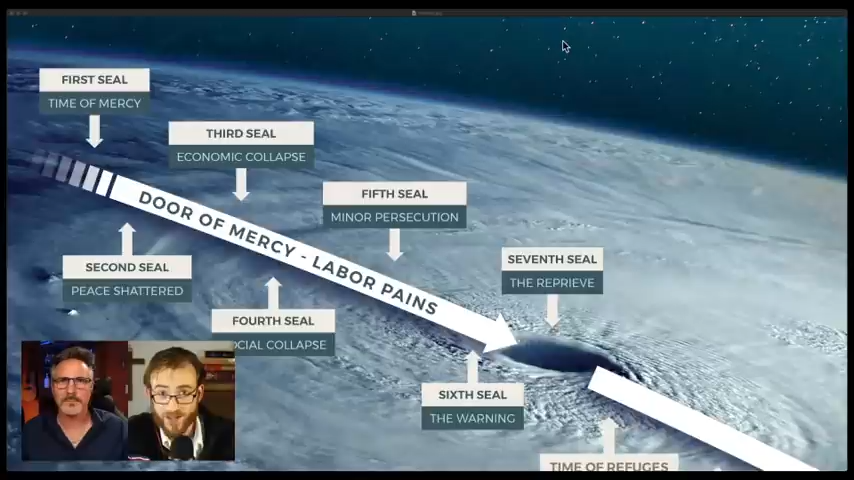 FIRST SEAL
TIME OF MERCY
THIRD SEAL
ECONOMIC COLLAPSE
FIFTH SEAL
MINOR PERSECUTION
DOOR OF MERCY - LABOR PAINS
SECOND SEAL
PEACE SHATTERED
SEVENTH SEAL
THE REPRIEVE
FOURTH SEAL
OCIAL COLLAPSE
SIXTH SEAL
THE WARNING
TIME OF REFUGES